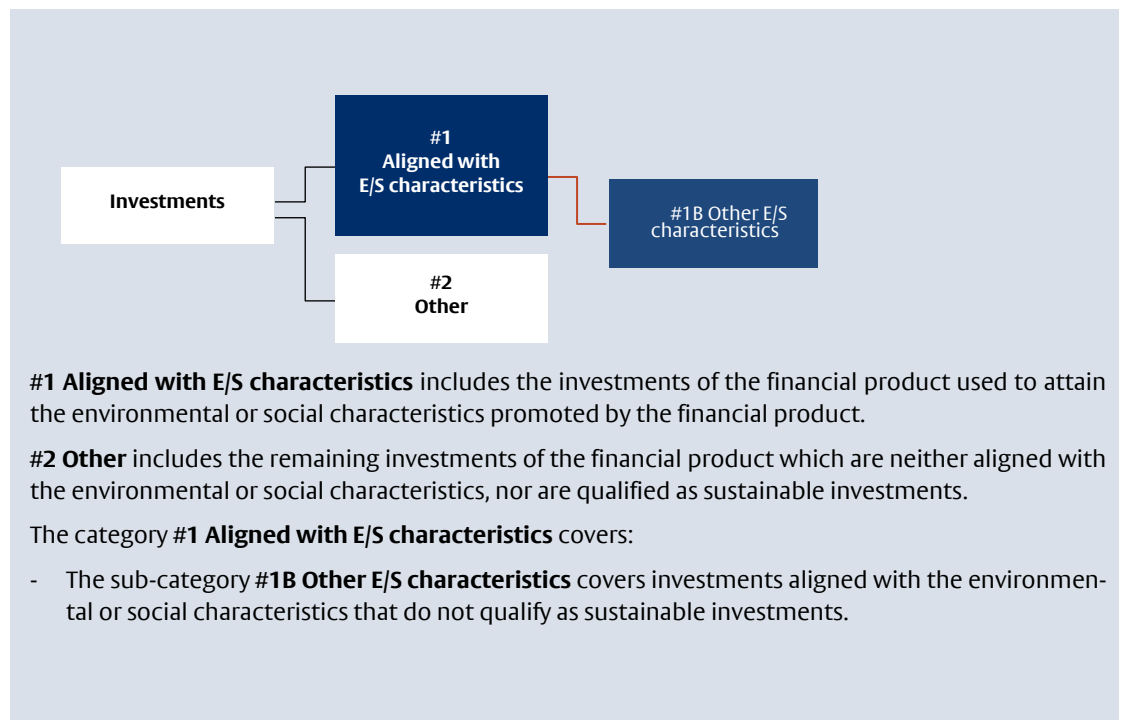 #1
Aligned with
E/S characteristics
Investments
#1B Other E/S
characteristics
#2
Other
#1 Aligned with E/S characteristics includes the investments of the financial product used to attain
the environmental or social characteristics promoted by the financial product.
#2 Other includes the remaining investments of the financial product which are neither aligned with
the environmental or social characteristics, nor are qualified as sustainable investments.
The category #1 Aligned with E/S characteristics covers:
- The sub-category #1B Other E/S characteristics covers investments aligned with the environmen-
tal or social characteristics that do not qualify as sustainable investments.